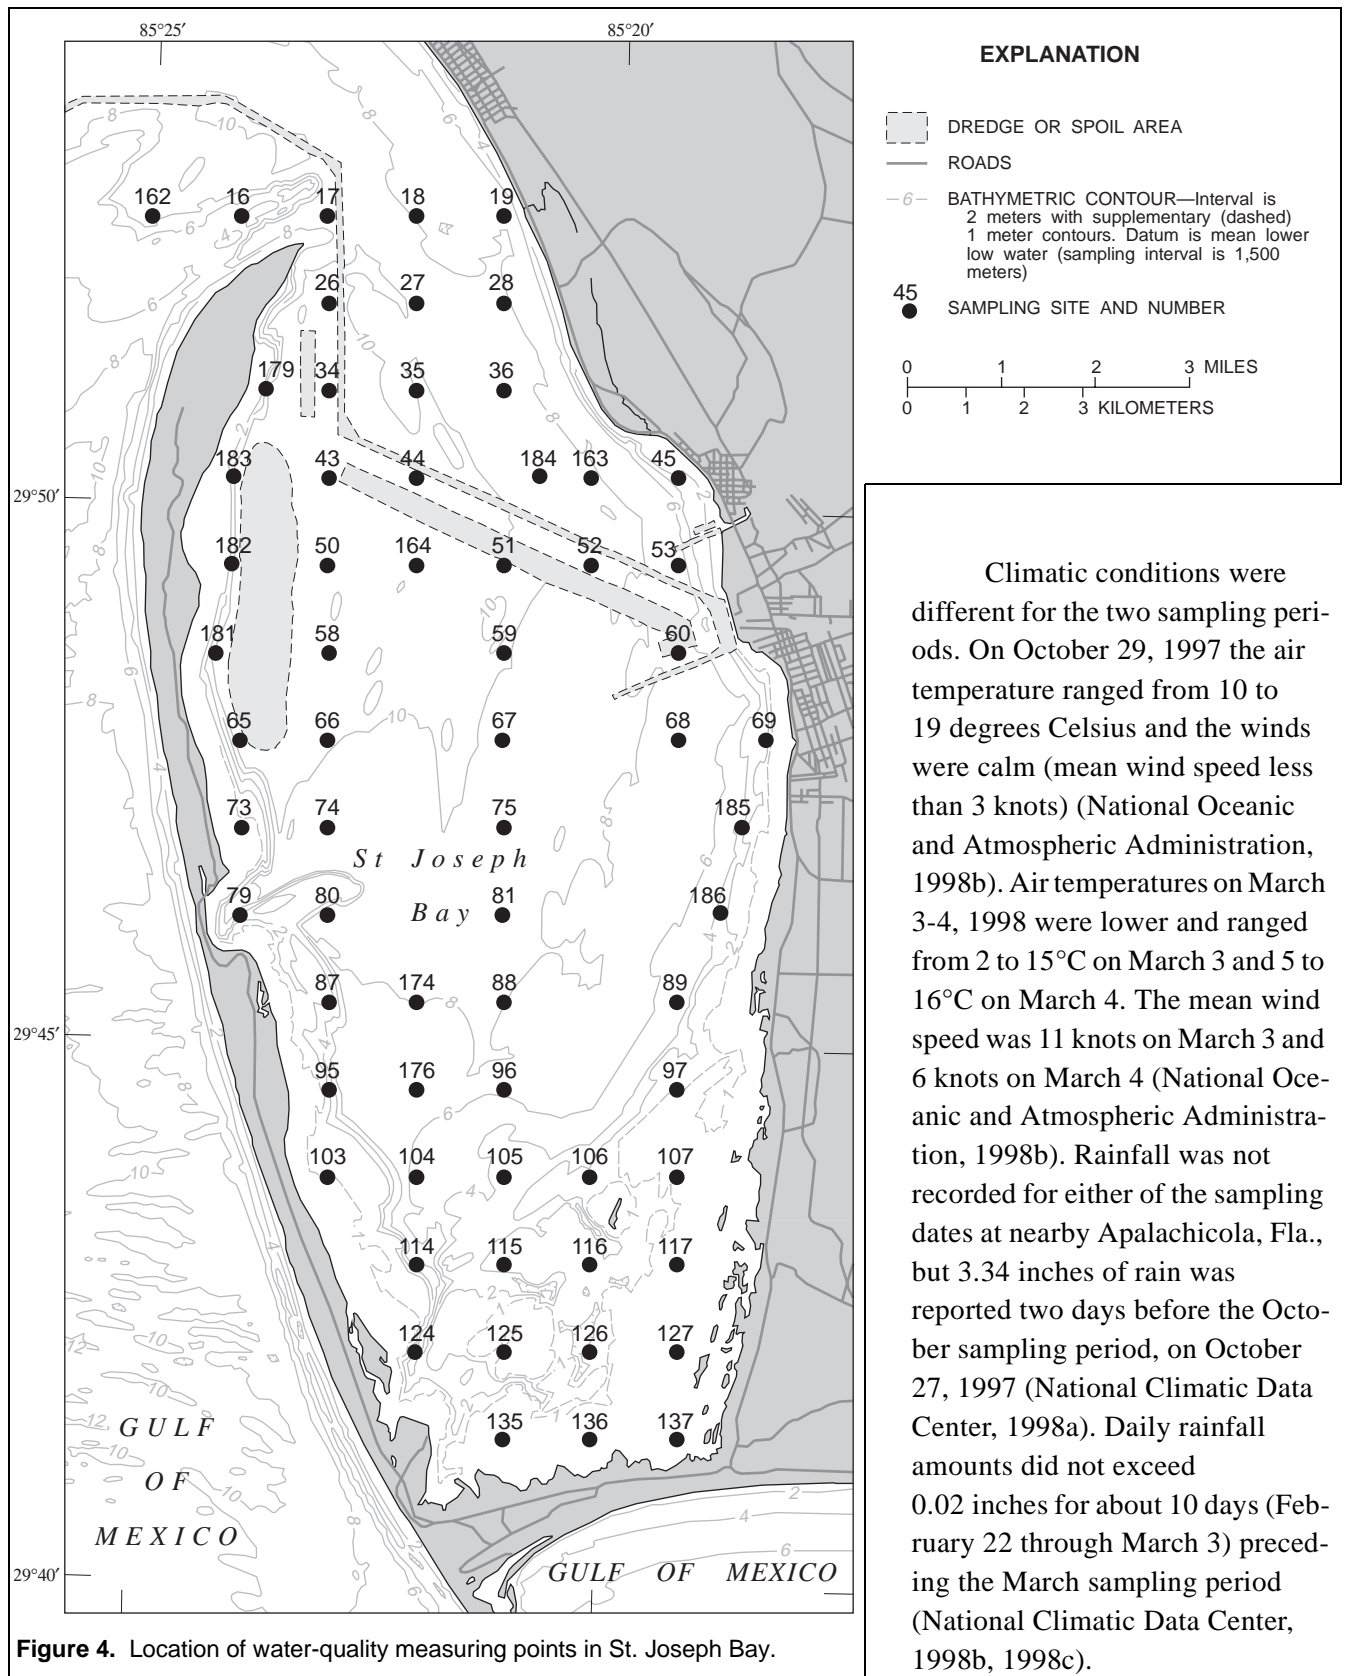 85°25′ 85°20′
EXPLANATION
DREDGE OR SPOIL AREA
ROADS
–6– BATHYMETRIC CONTOUR—Interval is
2 meters with supplementary (dashed)
1 meter contours. Datum is mean lower
low water (sampling interval is 1,500
meters)
45
SAMPLING SITE AND NUMBER
0 1 2 3 MILES
0 1 2 3 KILOMETERS
162 16 17 18 19
26 27 28
179 34 35 36
183 43 44 184 163 45
29°50′
182 50 164 51 52 53
181 58 59 60
65 66 67 68 69
73 74 75 185
St Joseph
Bay
79 80 81 186
87 174 88 89
29°45′
95 176 96 97
103 104 105 106 107
114 115 116 117
124 125 126 127
135 136 137
GULF
OF
MEXICO
29°40′
GULF OF MEXICO
Figure 4. Location of water-quality measuring points in St. Joseph Bay.
Climatic conditions were
different for the two sampling peri-
ods. On October 29, 1997 the air
temperature ranged from 10 to
19 degrees Celsius and the winds
were calm (mean wind speed less
than 3 knots) (National Oceanic
and Atmospheric Administration,
1998b). Air temperatures on March
3-4, 1998 were lower and ranged
from 2 to 15°C on March 3 and 5 to
16°C on March 4. The mean wind
speed was 11 knots on March 3 and
6 knots on March 4 (National Oce-
anic and Atmospheric Administra-
tion, 1998b). Rainfall was not
recorded for either of the sampling
dates at nearby Apalachicola, Fla.,
but 3.34 inches of rain was
reported two days before the Octo-
ber sampling period, on October
27, 1997 (National Climatic Data
Center, 1998a). Daily rainfall
amounts did not exceed
0.02 inches for about 10 days (Feb-
ruary 22 through March 3) preced-
ing the March sampling period
(National Climatic Data Center,
1998b, 1998c).